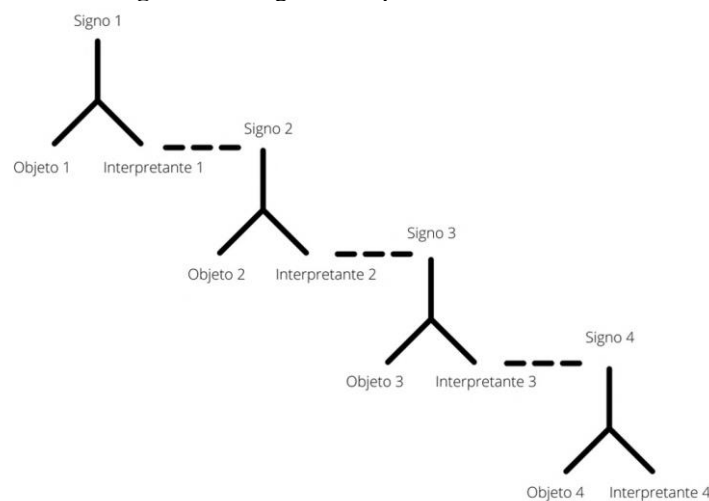 Signo 1
Signo 2
Objeto 1
Interpretante 1
Signo 3
Objeto 2
Interpretante 2
Signo 4
Objeto 3
Interpretante 3
Objeto 4
Interpretante 4